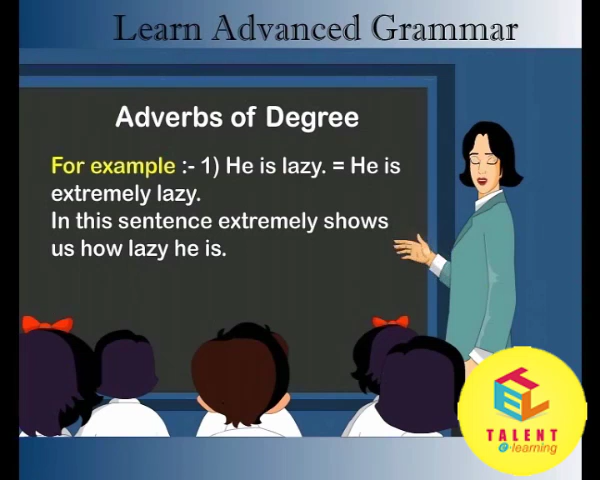 Learn Advanced Grammar
Adverbs of Degree
For example :- 1) He is lazy. = He is
extremely lazy.
In this sentence extremely shows
us how lazy he is.
TEL
TALENT
e-learning